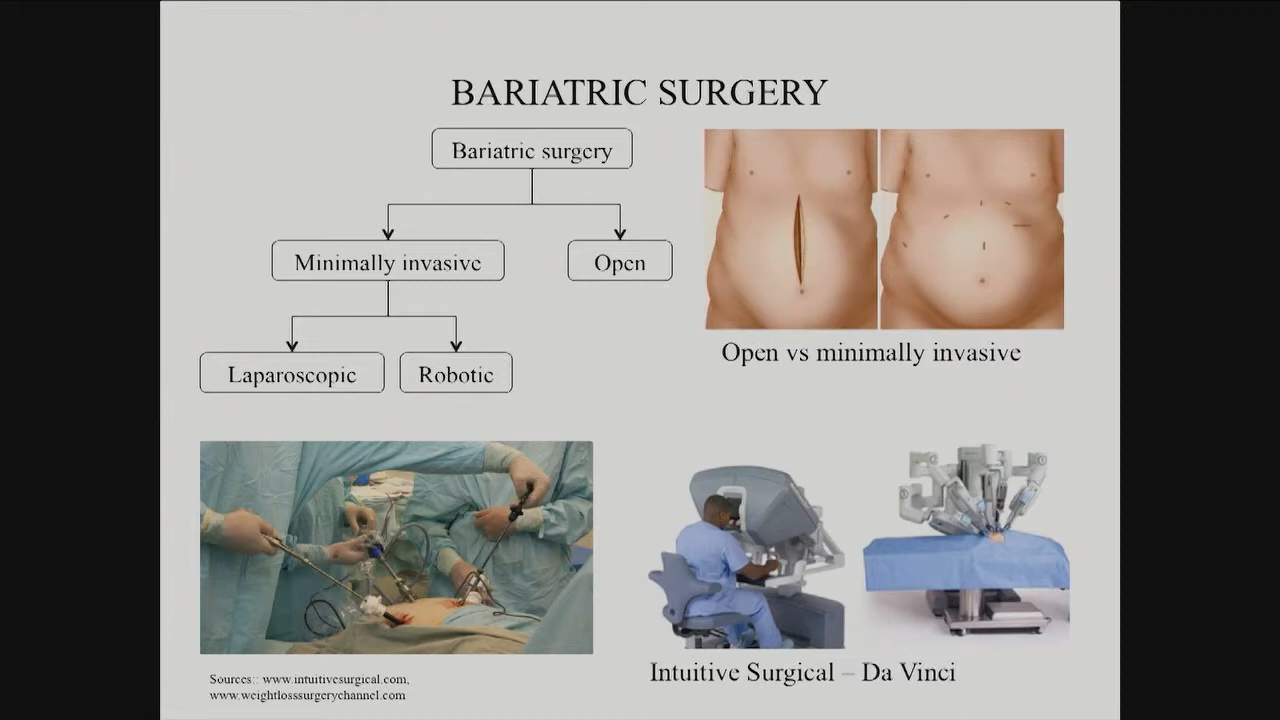 BARIATRIC SURGERY
Bariatric surgery
Minimally invasive
Open
Laparoscopic
Robotic
Open vs minimally invasive
Intuitive Surgical – Da Vinci
Sources:: www.intuitivesurgical.com,
www.weightlosssurgerychannel.com